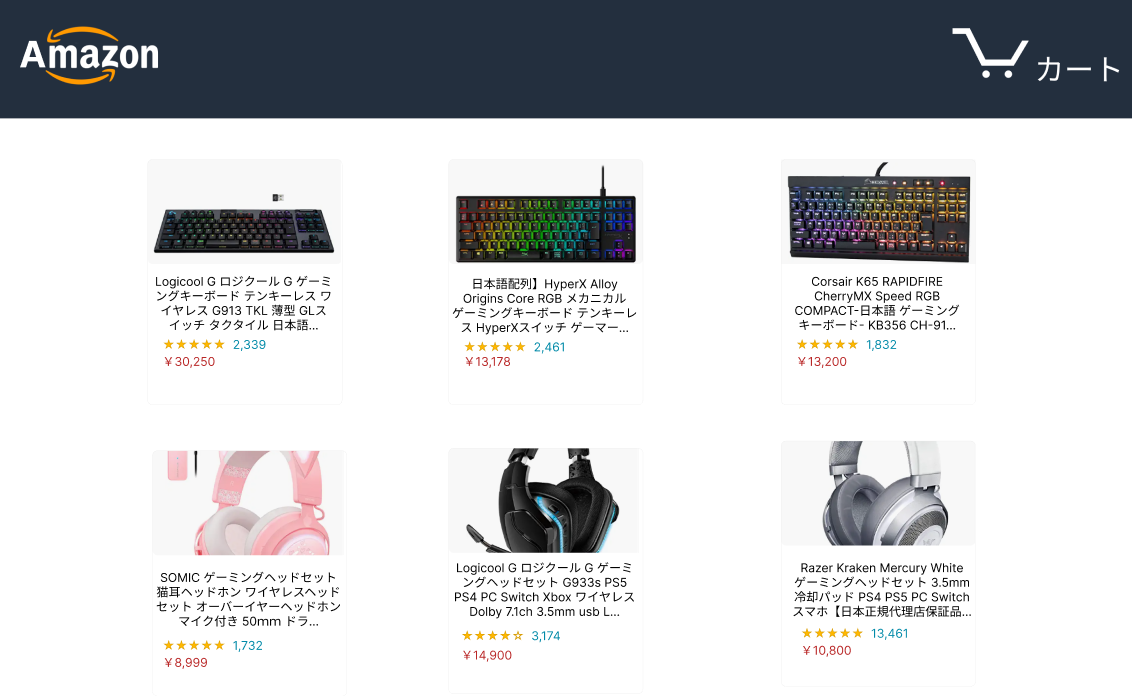 Amazon
カート
Logicool G ロジクール G ゲーミ
ングキーボード テンキーレス ワ
イヤレス G913 TKL 薄型 GLス
イッチ タクタイル 日本語...
★★★★★ 2,339
￥30,250
日本語配列】HyperX Alloy
Origins Core RGB メカニカル
ゲーミングキーボード テンキーレ
ス HyperXスイッチ ゲーマー...
★★★★★ 2,461
￥13,178
Corsair K65 RAPIDFIRE
CherryMX Speed RGB
COMPACT-日本語 ゲーミング
キーボード- KB356 CH-91...
★★★★★ 1,832
￥13,200
SOMIC ゲーミングヘッドセット
猫耳ヘッドホン ワイヤレスヘッド
セット オーバーイヤーヘッドホン
マイク付き 50mm ドラ...
★★★★★ 1,732
￥8,999
Logicool G ロジクール G ゲーミ
ングヘッドセット G933s PS5
PS4 PC Switch Xbox ワイヤレス
Dolby 7.1ch 3.5mm usb L...
★★★★☆ 3,174
￥14,900
Razer Kraken Mercury White
ゲーミングヘッドセット 3.5mm
冷却パッド PS4 PS5 PC Switch
スマホ【日本正規代理店保証品...
★★★★★ 13,461
￥10,800